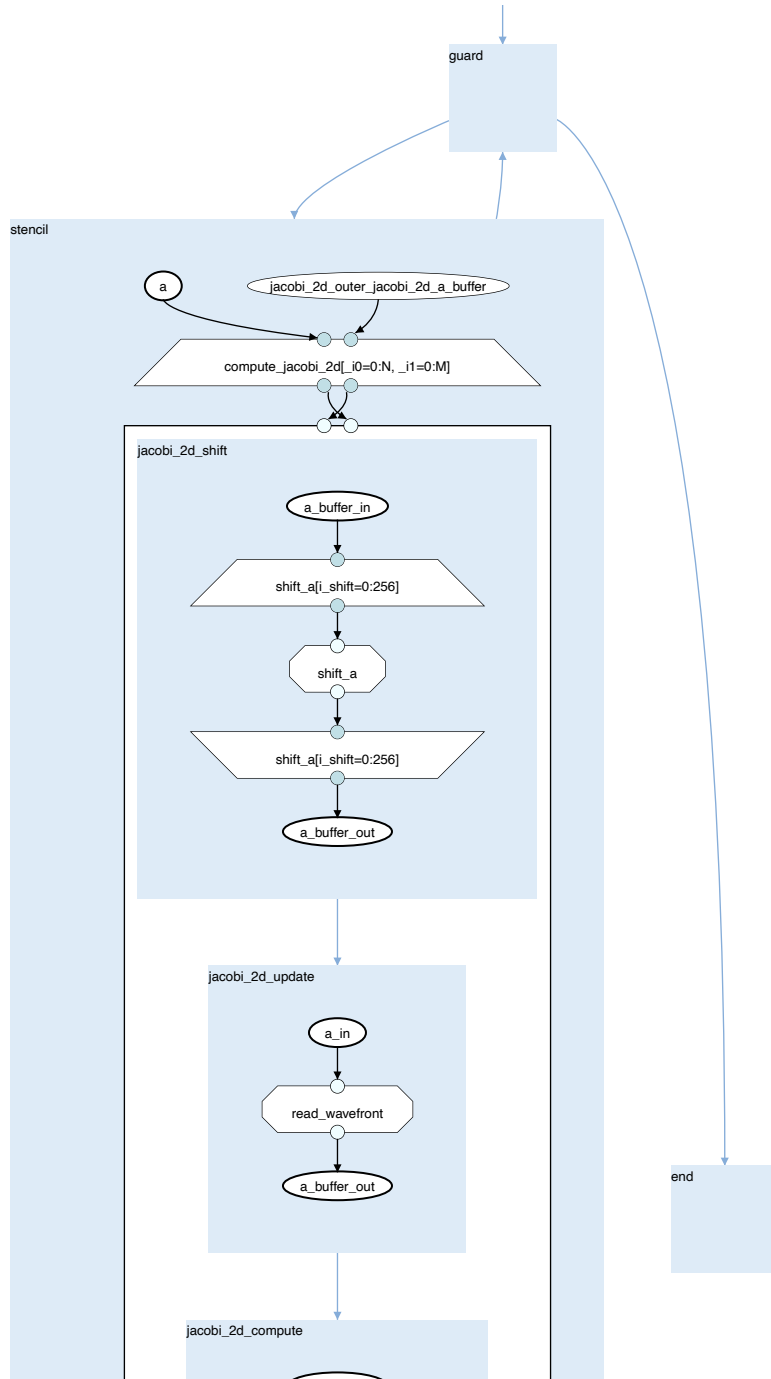 guard
stencil
a
jacobi_2d_outer_jacobi_2d_a_buffer
compute_jacobi_2d[_i0=0:N, _i1=0:M]
jacobi_2d_shift
a_buffer_in
shift_a[i_shift=0:256]
shift_a
shift_a[i_shift=0:256]
a_buffer_out
jacobi_2d_update
a_in
read_wavefront
end
a_buffer_out
jacobi_2d_compute